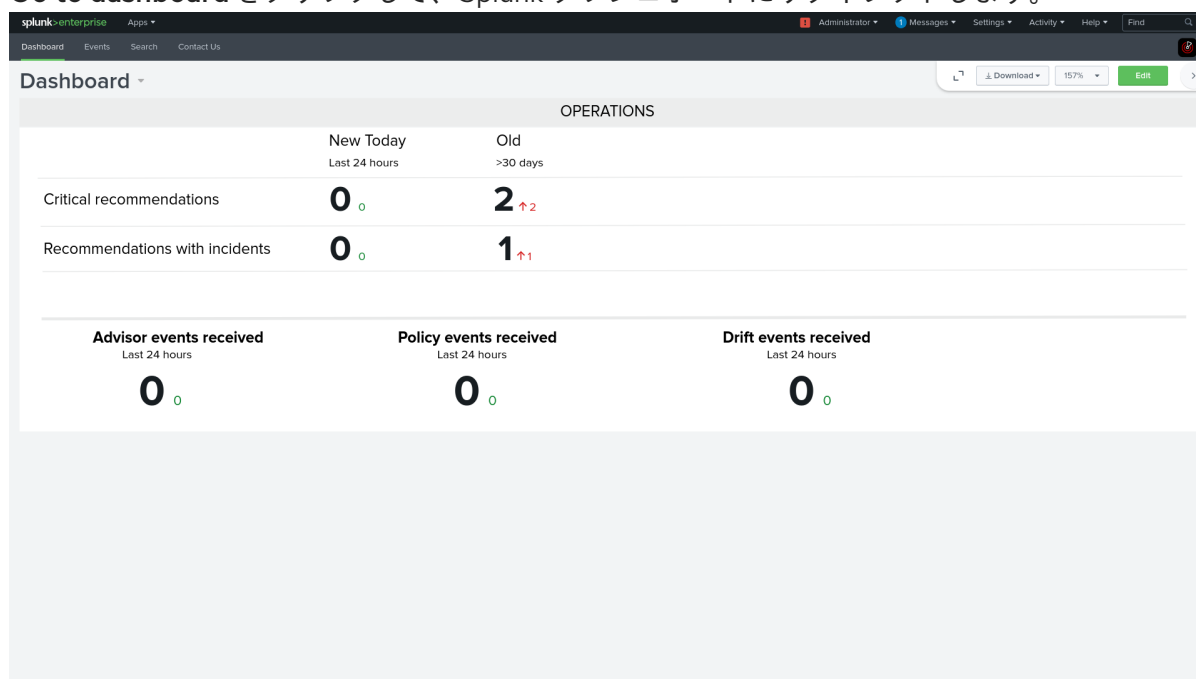 splunk>enterprise Apps ▾ ! Administrator ▾ 1 Messages ▾ Settings ▾ Activity ▾ Help ▾ Find
Dashboard Events Search Contact Us
Dashboard
Download ▾ 157% ▾ Edit
OPERATIONS
New Today Old
Last 24 hours >30 days
Critical recommendations 0 0 2 ↑2
Recommendations with incidents 0 0 1 ↑1
Advisor events received Policy events received Drift events received
Last 24 hours Last 24 hours Last 24 hours
0 0 0 0 0 0